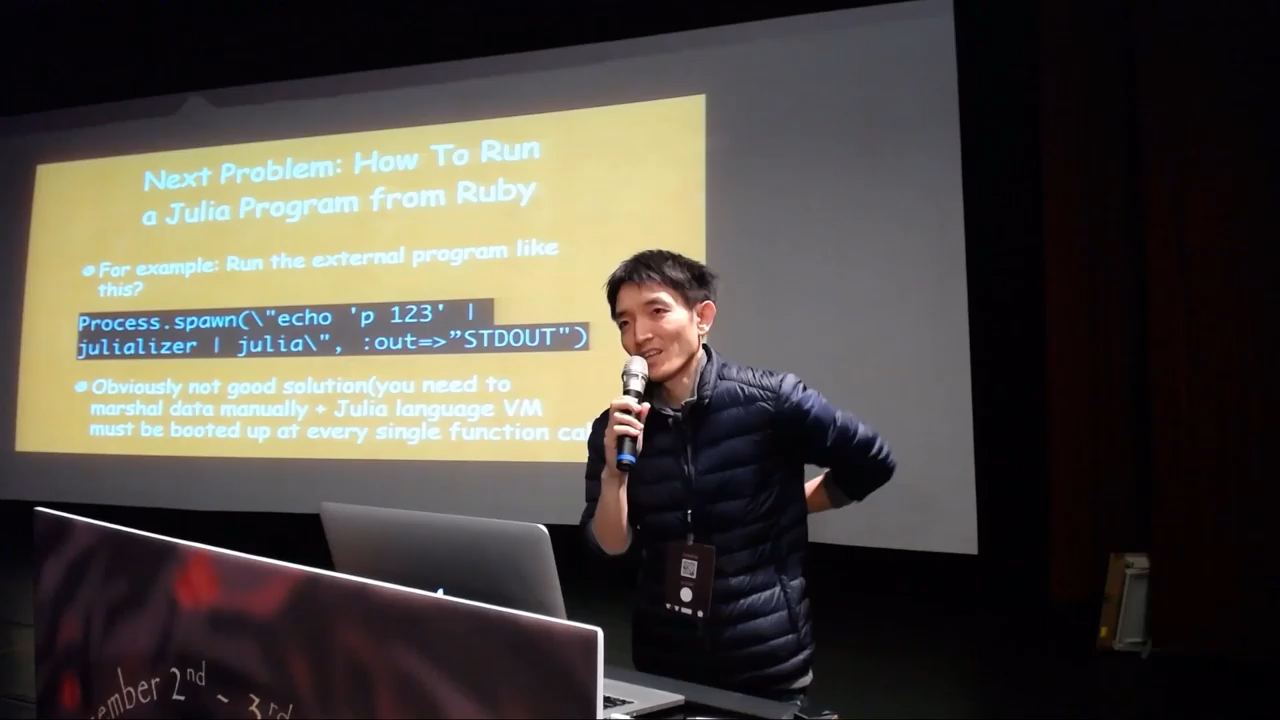 Next Problem: How To Run
a Julia Program from Ruby
For example: Run the external program like
this?
Process.spawn(\"echo 'p 123' |
julializer | julia\", :out=>”STDOUT")
Obviously not good solution(you need to
marshal data manually + Julia language VM
must be booted up at every single function
ember 2nd ~ 3rd